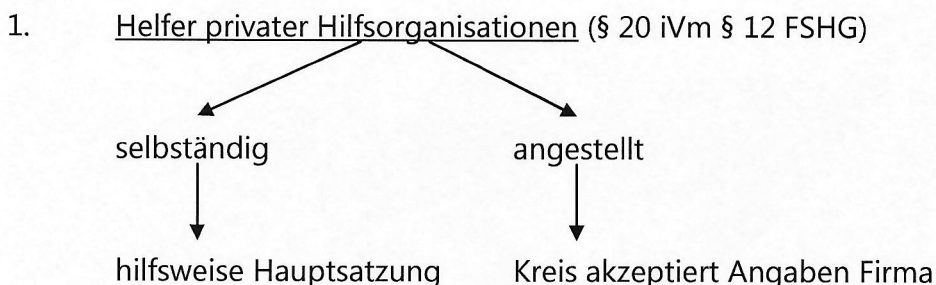 1. Helfer privater Hilfsorganisationen (§ 20 iVm § 12 FSHG)
selbständig angestellt
hilfsweise Hauptsatzung Kreis akzeptiert Angaben Firma